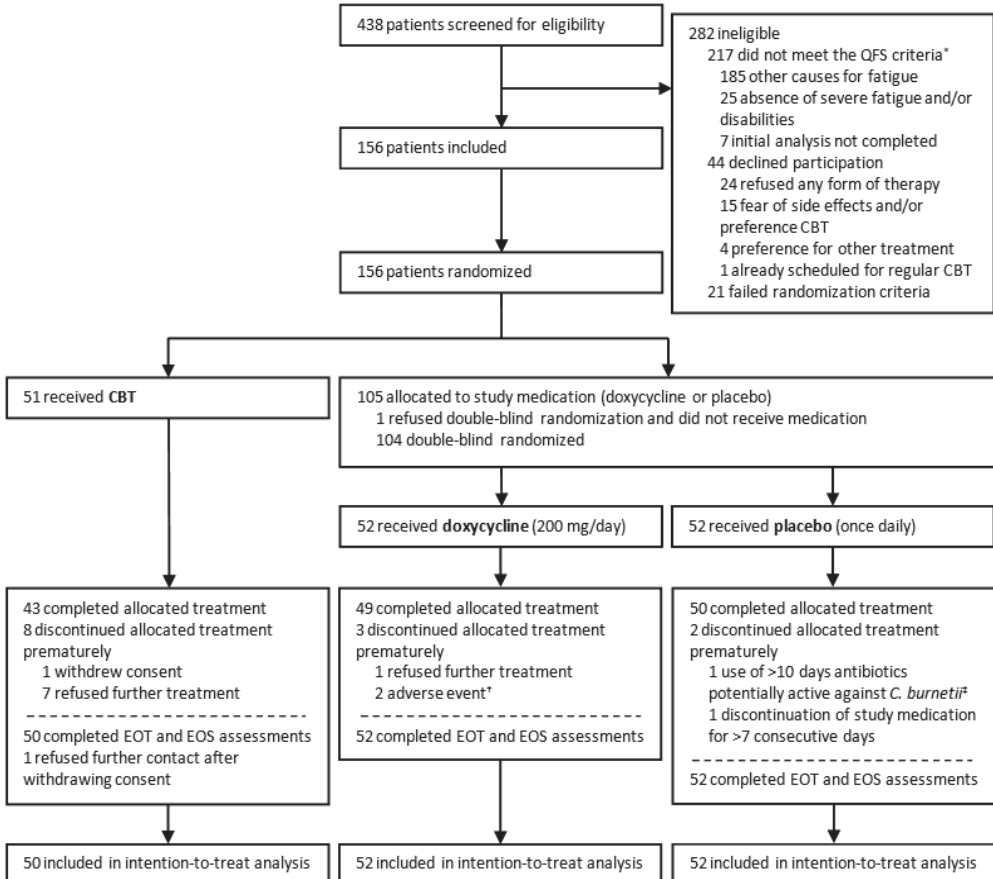 438 patients screened for eligibility
282 ineligible
217 did not meet the QFS criteria*
185 other causes for fatigue
25 absence of severe fatigue and/or
disabilities
7 initial analysis not completed
44 declined participation
24 refused any form of therapy
15 fear of side effects and/or
preference CBT
4 preference for other treatment
1 already scheduled for regular CBT
21 failed randomization criteria
156 patients included
156 patients randomized
51 received CBT
105 allocated to study medication (doxycycline or placebo)
1 refused double-blind randomization and did not receive medication
104 double-blind randomized
52 received doxycycline (200 mg/day)
52 received placebo (once daily)
43 completed allocated treatment
8 discontinued allocated treatment
prematurely
1 withdrew consent
7 refused further treatment
50 completed EOT and EOS assessments
1 refused further contact after
withdrawing consent
49 completed allocated treatment
3 discontinued allocated treatment
prematurely
1 refused further treatment
2 adverse event†
52 completed EOT and EOS assessments
50 completed allocated treatment
2 discontinued allocated treatment
prematurely
1 use of >10 days antibiotics
potentially active against C. burnetii‡
1 discontinuation of study medication
for >7 consecutive days
52 completed EOT and EOS assessments
50 included in intention-to-treat analysis
52 included in intention-to-treat analysis
52 included in intention-to-treat analysis